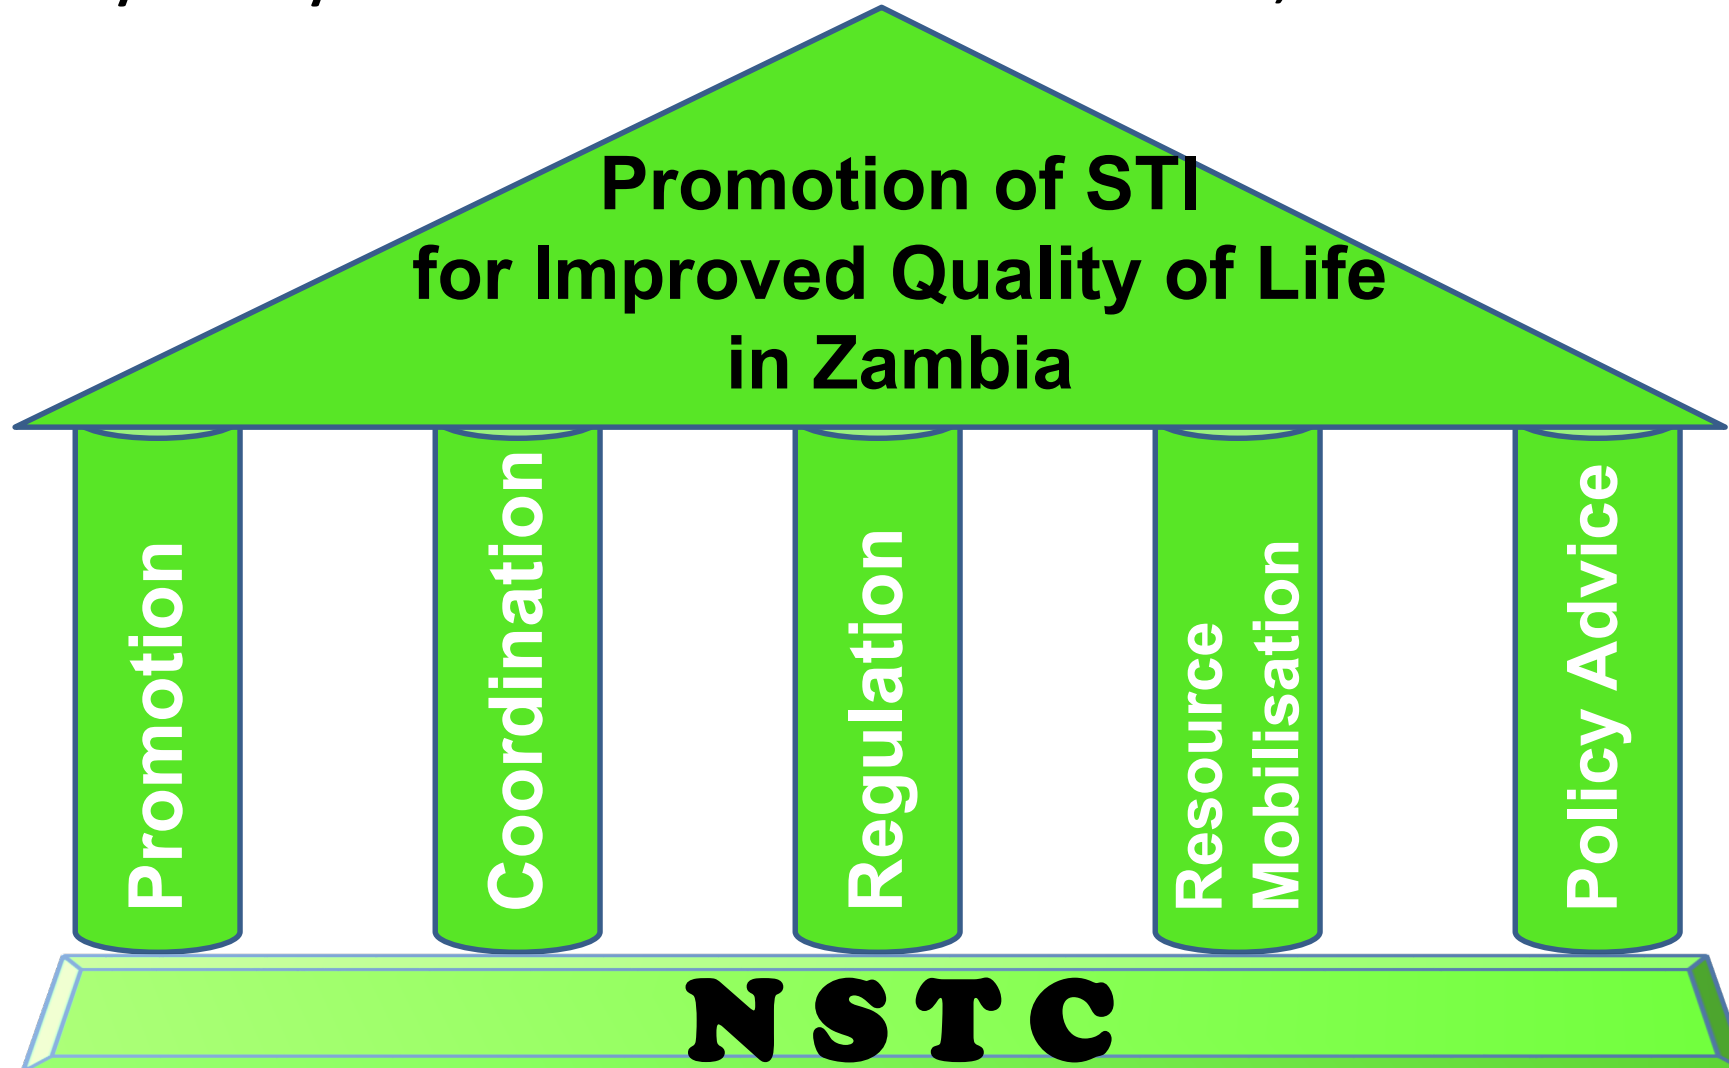 Promotion of STI
for Improved Quality of Life
in Zambia
Promotion
Coordination
Regulation
Resource
Mobilisation
Policy Advice
NSTC